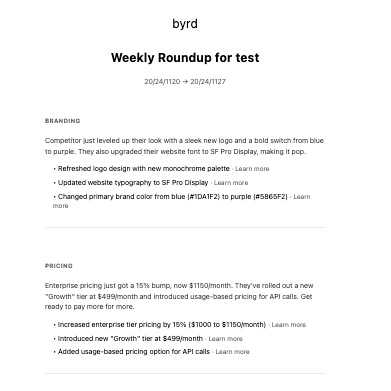 byrd
Weekly Roundup for test
20/24/1120 → 20/24/1127
BRANDING
Competitor just leveled up their look with a sleek new logo and a bold switch from blue
to purple. They also upgraded their website font to SF Pro Display, making it pop.
• Refreshed logo design with new monochrome palette · Learn more
• Updated website typography to SF Pro Display · Learn more
• Changed primary brand color from blue (#1DA1F2) to purple (#5865F2) · Learn
more
PRICING
Enterprise pricing just got a 15% bump, now $1150/month. They've rolled out a new
"Growth" tier at $499/month and introduced usage-based pricing for API calls. Get
ready to pay more for more.
• Increased enterprise tier pricing by 15% ($1000 to $1150/month) · Learn more
• Introduced new "Growth" tier at $499/month · Learn more
• Added usage-based pricing option for API calls · Learn more